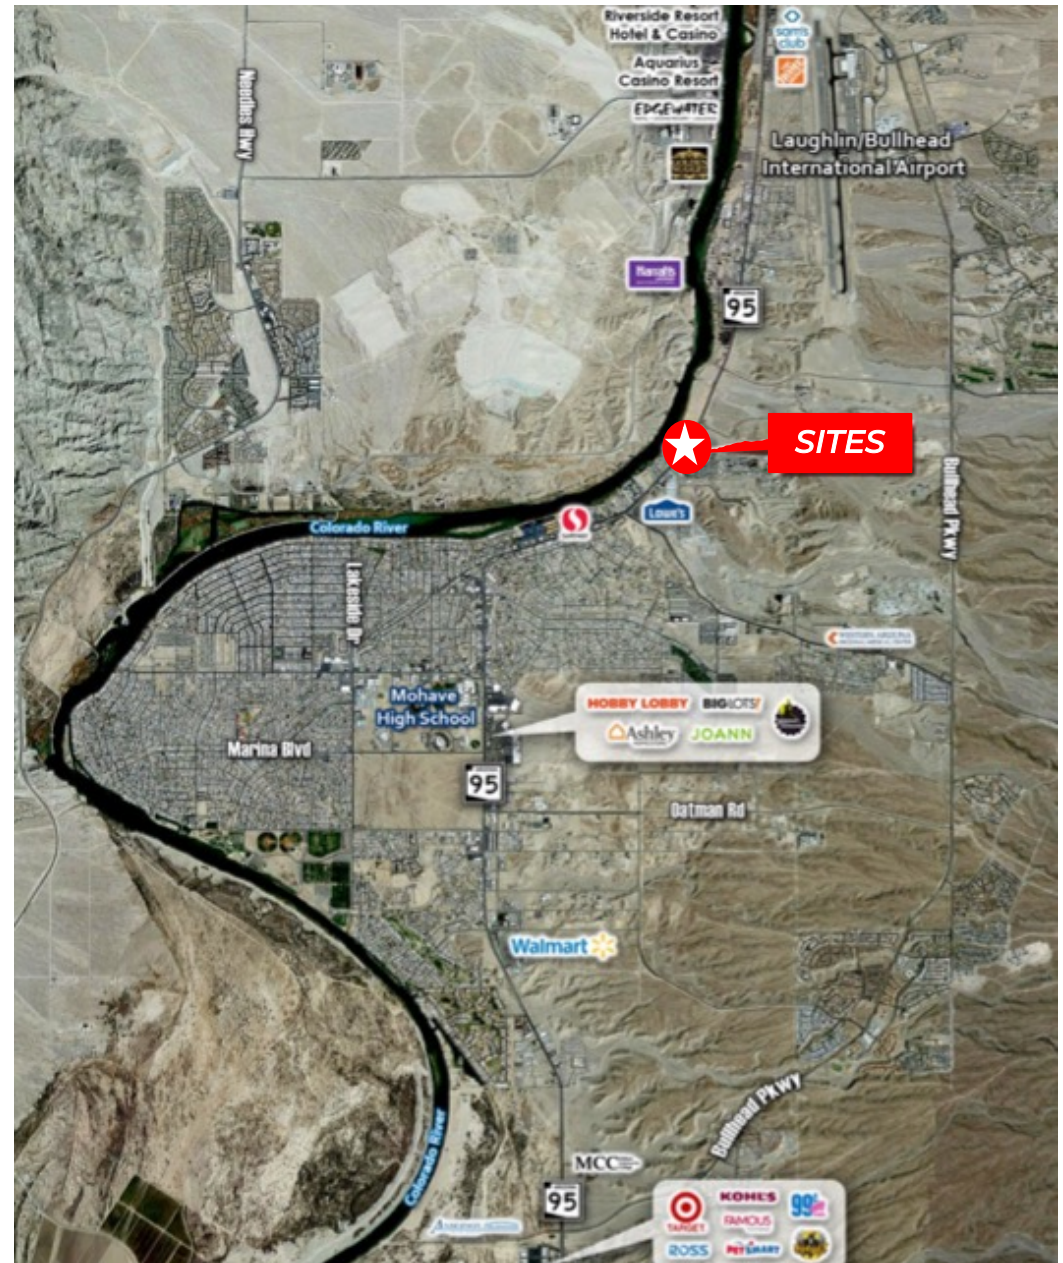 Riverside Resort
Hotel & Casino
sam's
club
Aquarius
Casino Resort
EDGEWATER
Needles Hwy
Laughlin/Bullhead
International Airport
Harrah's
95
SITES
Bullhead Pkwy
LOWE'S
Colorado River
Lakeside Dr
Mohave
High School
HOBBY LOBBY BIG LOTS!
Ashley JOANN
Marina Blvd
95
Oatman Rd
Walmart
Bullhead Pkwy
Colorado River
MCC
95
TARGET
KOHL'S
99
FAMOUS
ROSS
PETSMART